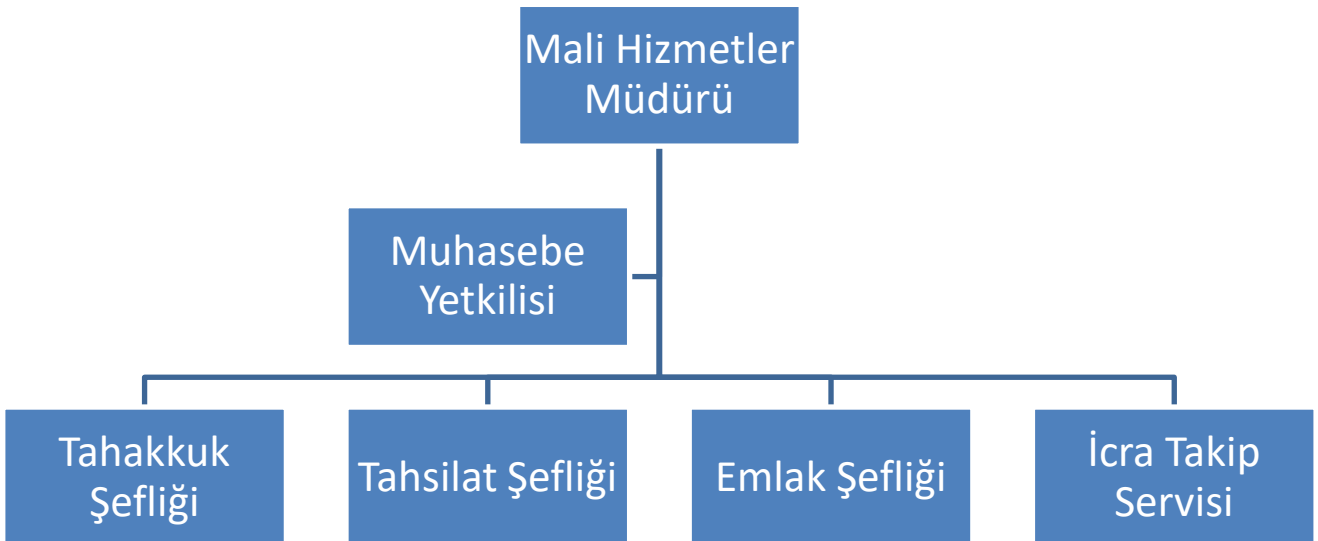 Mali Hizmetler
Müdürü
Muhasebe
Yetkilisi
Tahakkuk
Şefliği
Tahsilat Şefliği
Emlak Şefliği
İcra Takip
Servisi